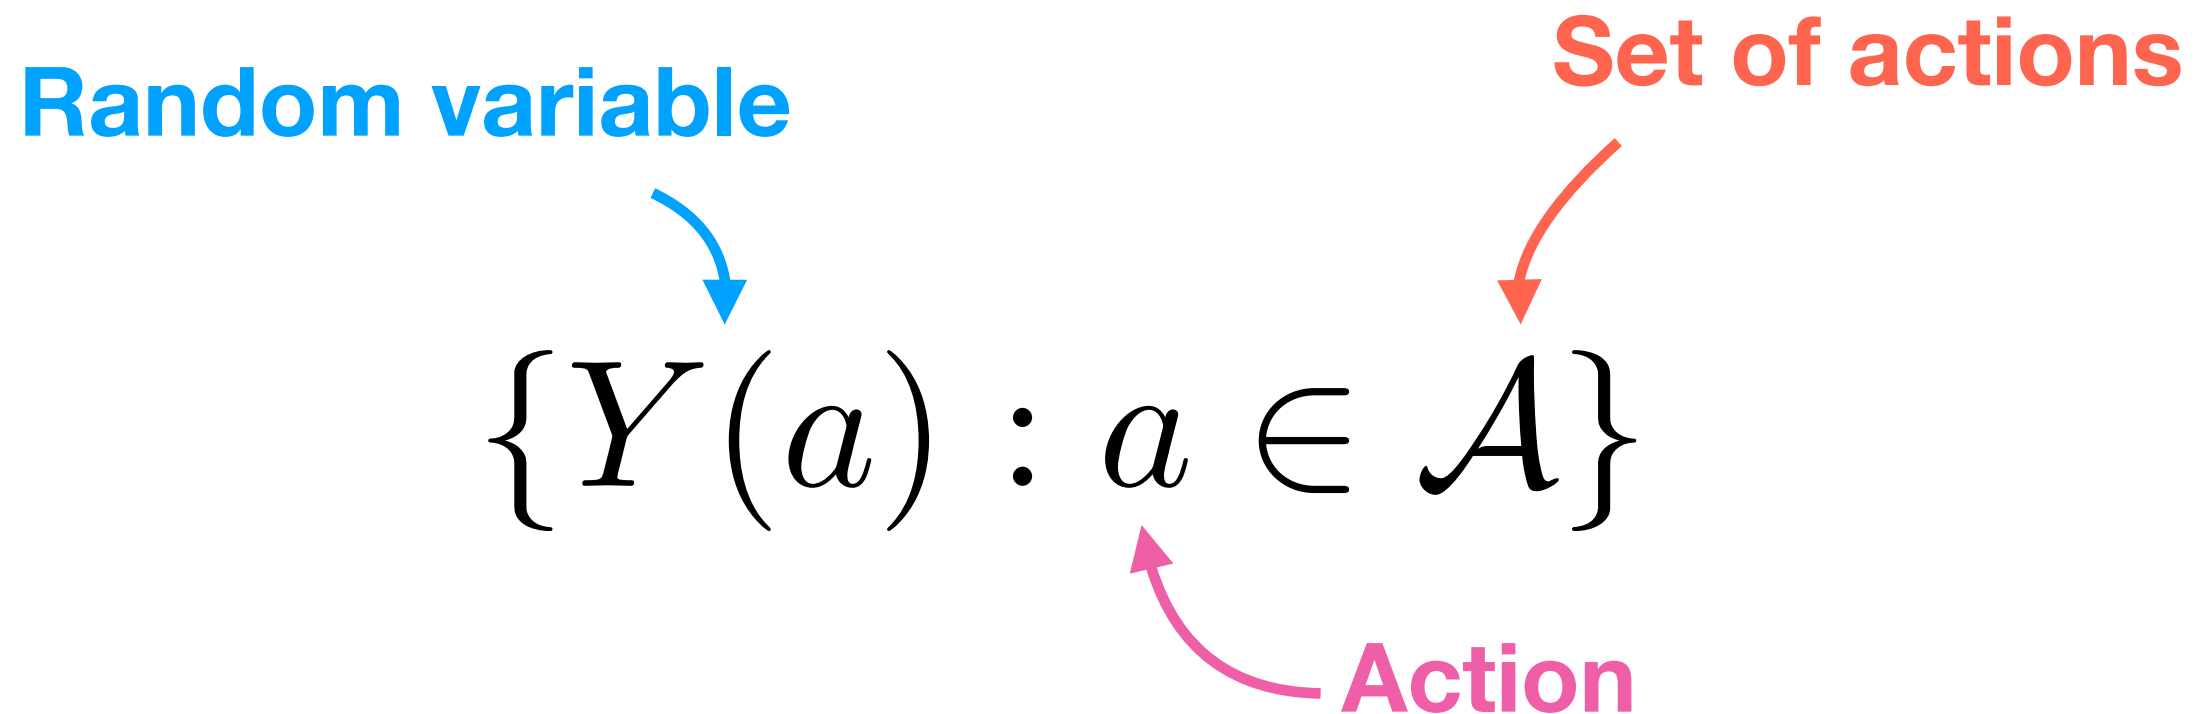 Set of actions
Random variable
{Y(a) : a ∈ 𝒜}
Action